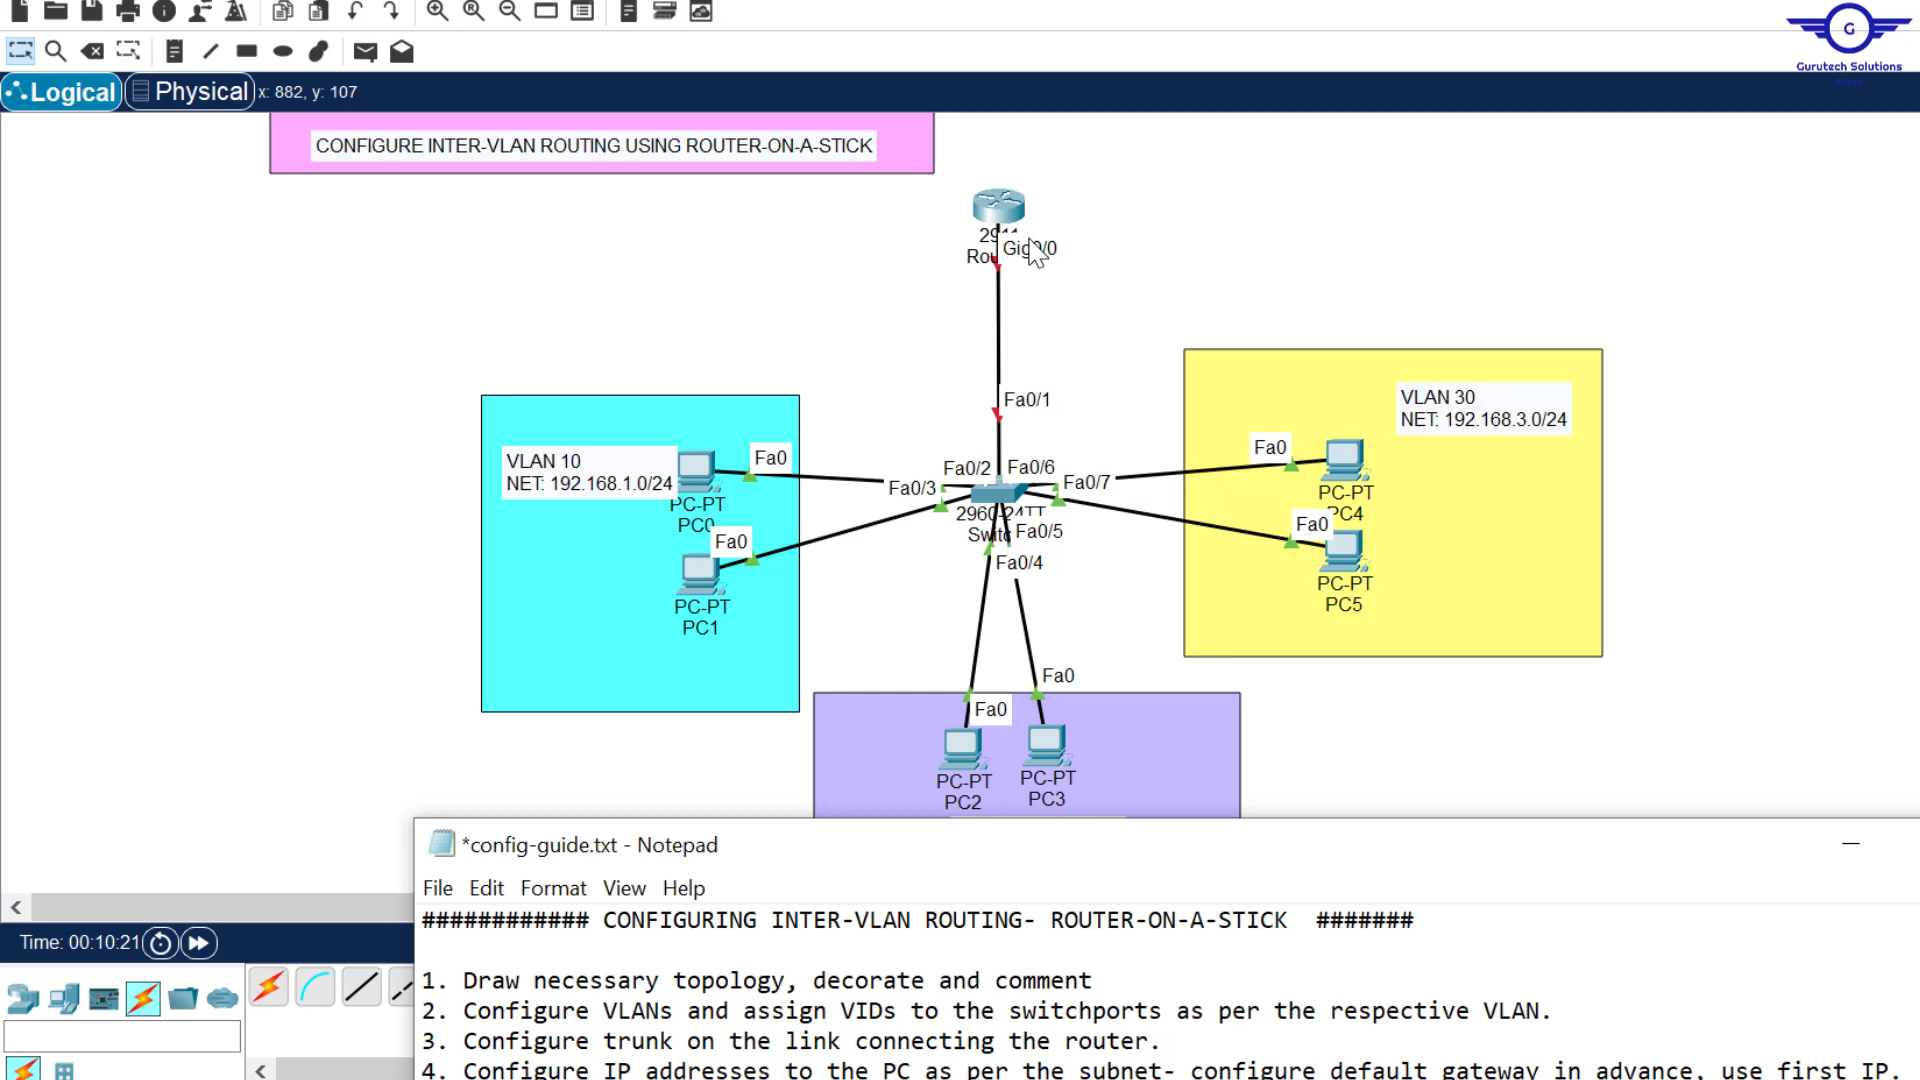 G
Gurutech Solutions
Logical
Physical
x: 882, y: 107
CONFIGURE INTER-VLAN ROUTING USING ROUTER-ON-A-STICK
Fa0/1
VLAN 30
NET: 192.168.3.0/24
VLAN 10
NET: 192.168.1.0/24
Fa0
Fa0
Fa0/2
Fa0/6
Fa0/3
Fa0/7
PC-PT
PC0
PC-PT
PC4
Fa0
Fa0
Fa0/5
Fa0/4
PC-PT
PC1
PC-PT
PC5
Fa0
Fa0
PC-PT
PC2
PC-PT
PC3
*config-guide.txt - Notepad
File Edit Format View Help
############ CONFIGURING INTER-VLAN ROUTING- ROUTER-ON-A-STICK #######
1. Draw necessary topology, decorate and comment
2. Configure VLANs and assign VIDs to the switchports as per the respective VLAN.
3. Configure trunk on the link connecting the router.
4. Configure IP addresses to the PC as per the subnet- configure default gateway in advance, use first IP.
Time: 00:10:21